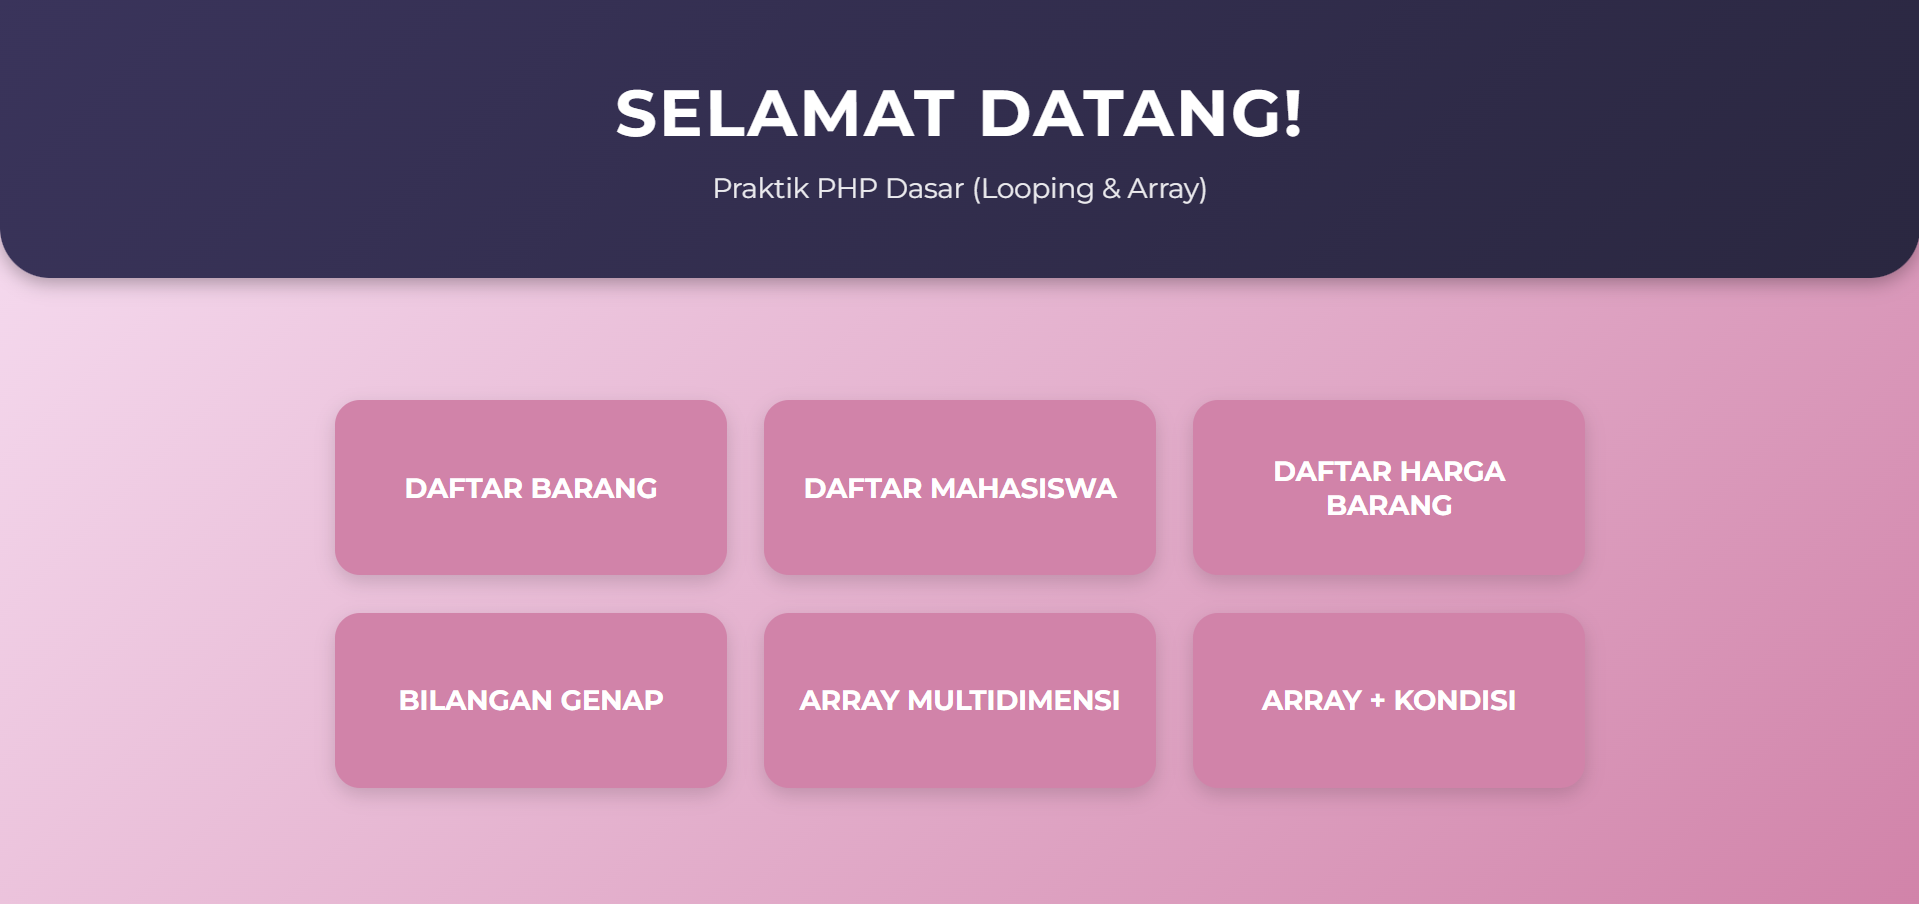 SELAMAT DATANG!
Praktik PHP Dasar (Looping & Array)
DAFTAR BARANG
DAFTAR MAHASISWA
DAFTAR HARGA
BARANG
BILANGAN GENAP
ARRAY MULTIDIMENSI
ARRAY + KONDISI